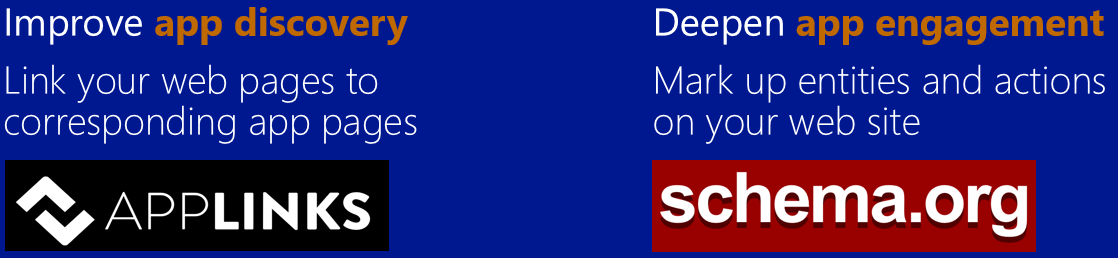 Improve app discovery
Link your web pages to
corresponding app pages
APPLINKS
Deepen app engagement
Mark up entities and actions
on your web site
schema.org